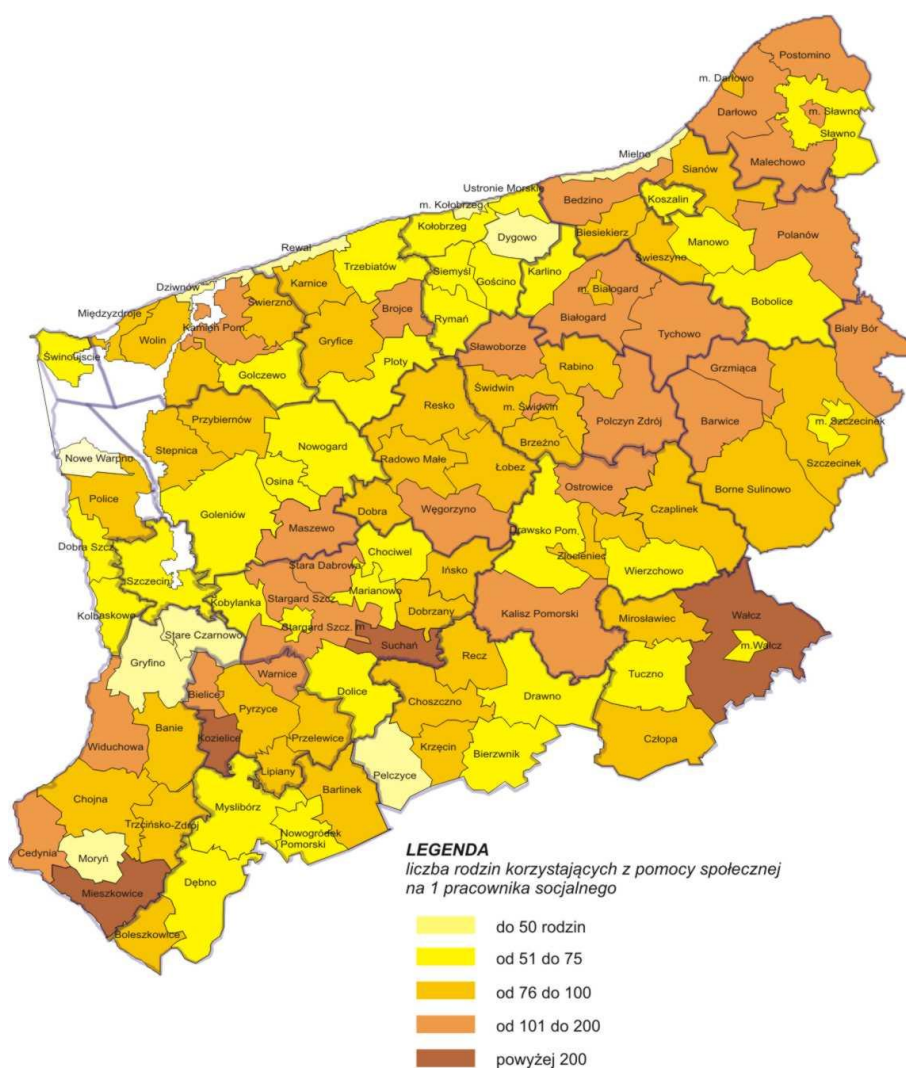 Postomino
m. Darłowo
Darłowo
m. Sławno
Sławno
Malechowo
Mielno
Sianów
Ustronie Morskie
m. Kołobrzeg
Bedzino
Koszalin
Kołobrzeg
Dygowo
Biesiekierz
Manowo
Polanów
Rewal
Świeszyno
Trzebiatów
Siemyśl
Gościno
Karlino
Dziwnów
Karnice
m. Białogard
Bobolice
Międzyzdroje
Świerzno
Brojce
Rymań
Białogard
Biały Bór
Kamień Pom.
Wolin
Gryfice
Tychowo
Świnoujście
Sławoborze
Ploty
Rabino
Grzmiąca
Golczewo
Świdwin
Resko
m. Świdwin
Połczyn Zdrój
Barwice
m. Szczecinek
Przybiernów
Brzeżno
Nowogard
Stepnica
Nowe Warpno
Radowo Małe
Łobez
Szczecinek
Osina
Ostrowice
Borne Sulinowo
Police
Czaplinek
Goleniów
Dobra
Węgorzyno
Maszewo
Drawsko Pom.
Dobra Szcz.
Chociwel
Złocieniec
Stara Dabrowa
Ińsko
Wierzchowo
Szczecin
Marianowo
Stargard Szcz.
Kobylanka
Dobrzany
Kołbaskowo
Stargard Szcz. m.
Kalisz Pomorski
Mirosławiec
Wałcz
Stare Czarnowo
Suchań
m.Wałcz
Gryfino
Recz
Warnice
Tuczno
Bielice
Dolice
Drawno
Pyrzyce
Choszczno
Banie
Kozielice
Przelewice
Widuchowa
Krzęcin
Człopa
Bierzwnik
Lipiany
Pelczyce
Barlinek
Chojna
Myslibórz
Trzcińsko-Zdrój
Nowogródek
Pomorski
Cedynia
Moryń
Dębno
Mieszkowice
Boleszkowice
LEGENDA
liczba rodzin korzystających z pomocy społecznej
na 1 pracownika socjalnego
do 50 rodzin
od 51 do 75
od 76 do 100
od 101 do 200
powyżej 200